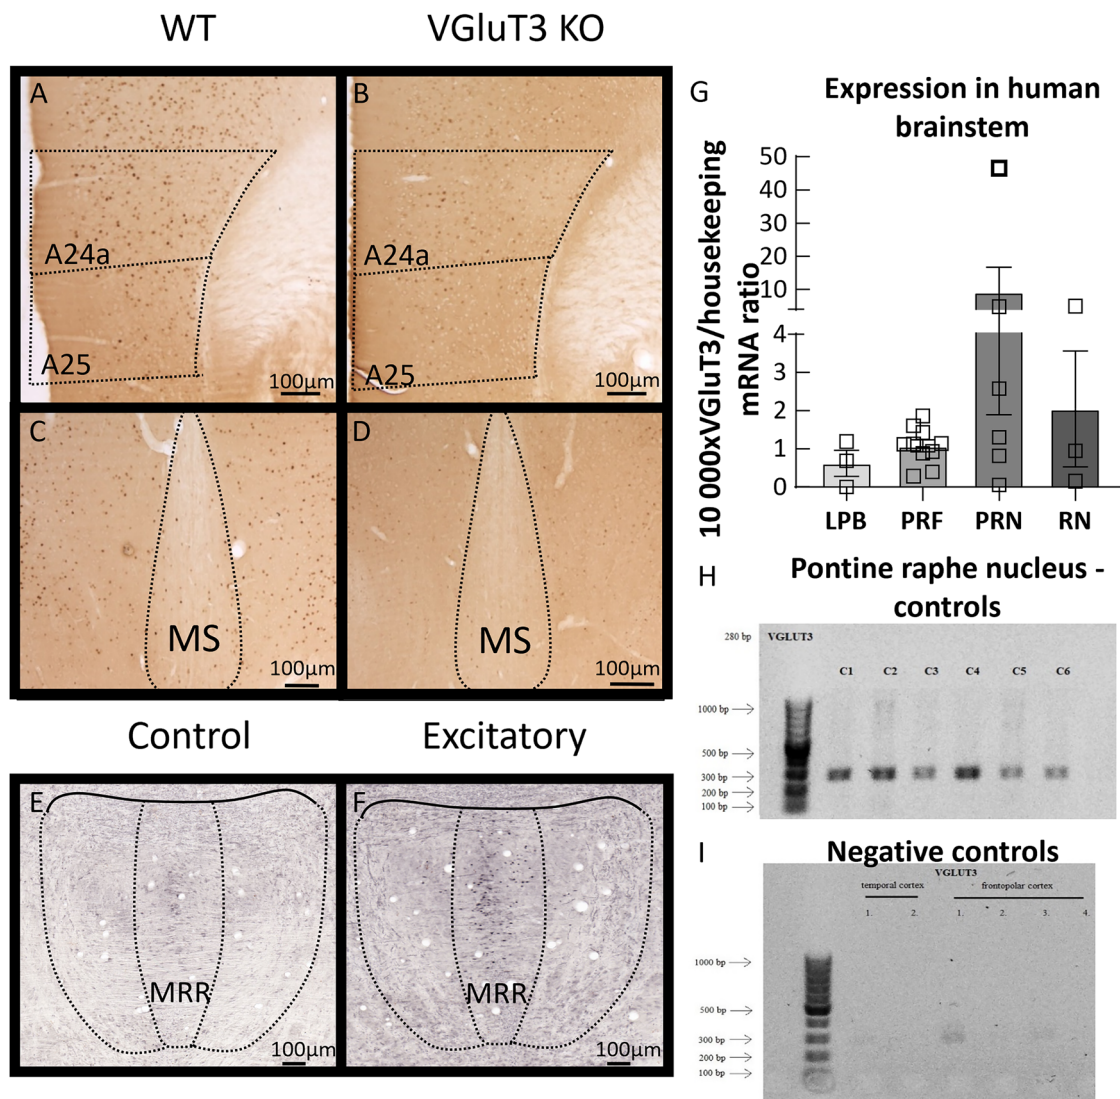 WT
VGluT3 KO
A
A24a
A25
100µm
B
A24a
A25
100µm
C
MS
100µm
D
MS
100µm
Control
Excitatory
E
MRR
100µm
F
MRR
100µm
G
Expression in human
brainstem
10 000xVGluT3/housekeeping
mRNA ratio
50
40
30
20
10
4
3
2
1
0
LPB PRF PRN RN
H
Pontine raphe nucleus -
controls
280 bp VGLUT3
C1 C2 C3 C4 C5 C6
1000 bp
500 bp
300 bp
200 bp
100 bp
I
Negative controls
VGLUT3
temporal cortex frontopolar cortex
1. 2. 1. 2. 3. 4.
1000 bp
500 bp
300 bp
200 bp
100 bp